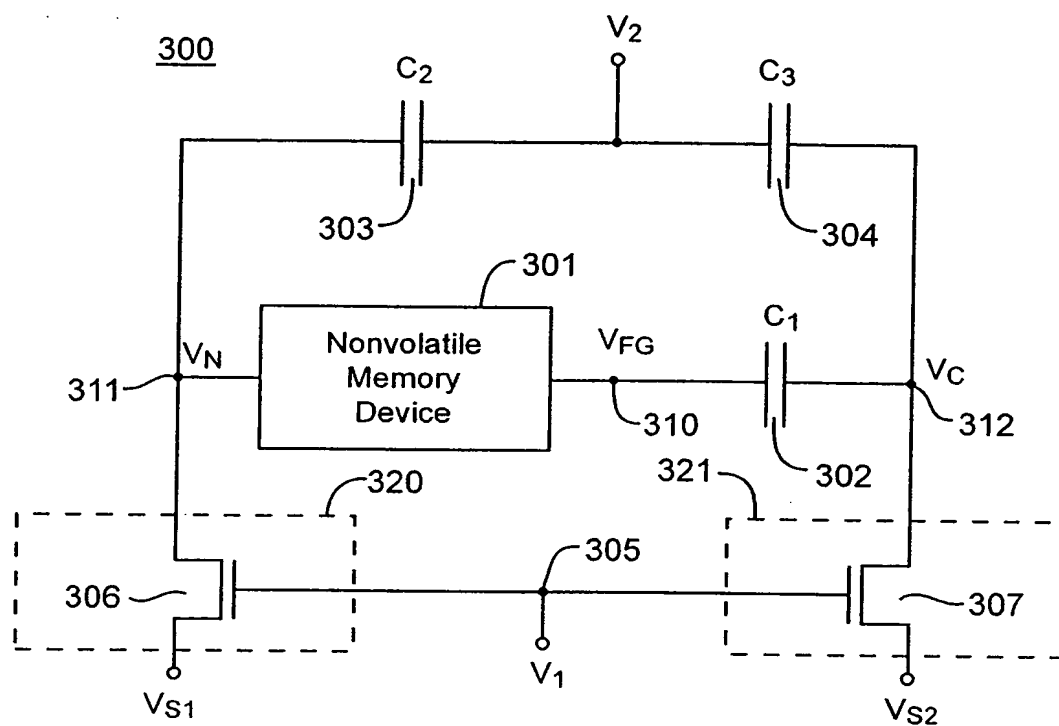 300
V2
C2
C3
303
304
301
Nonvolatile
Memory
Device
VN
VFG
C1
VC
311
310
312
302
320
321
305
306
307
V1
VS1
VS2